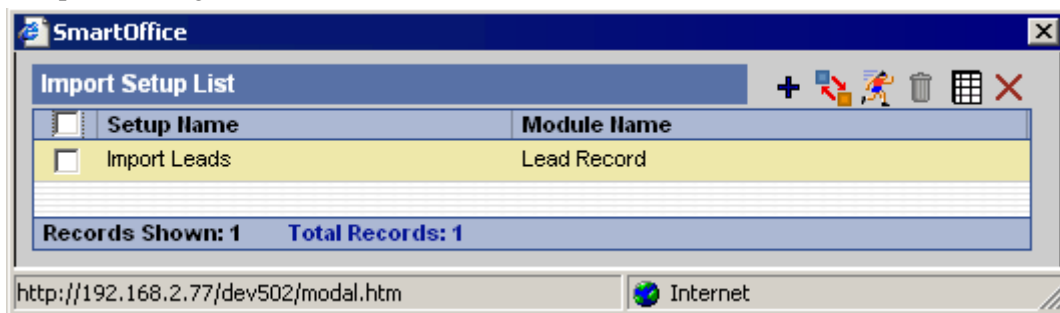 SmartOffice
Import Setup List
Setup Name Module Name
Import Leads Lead Record
Records Shown: 1 Total Records: 1
http://192.168.2.77/dev502/modal.htm Internet